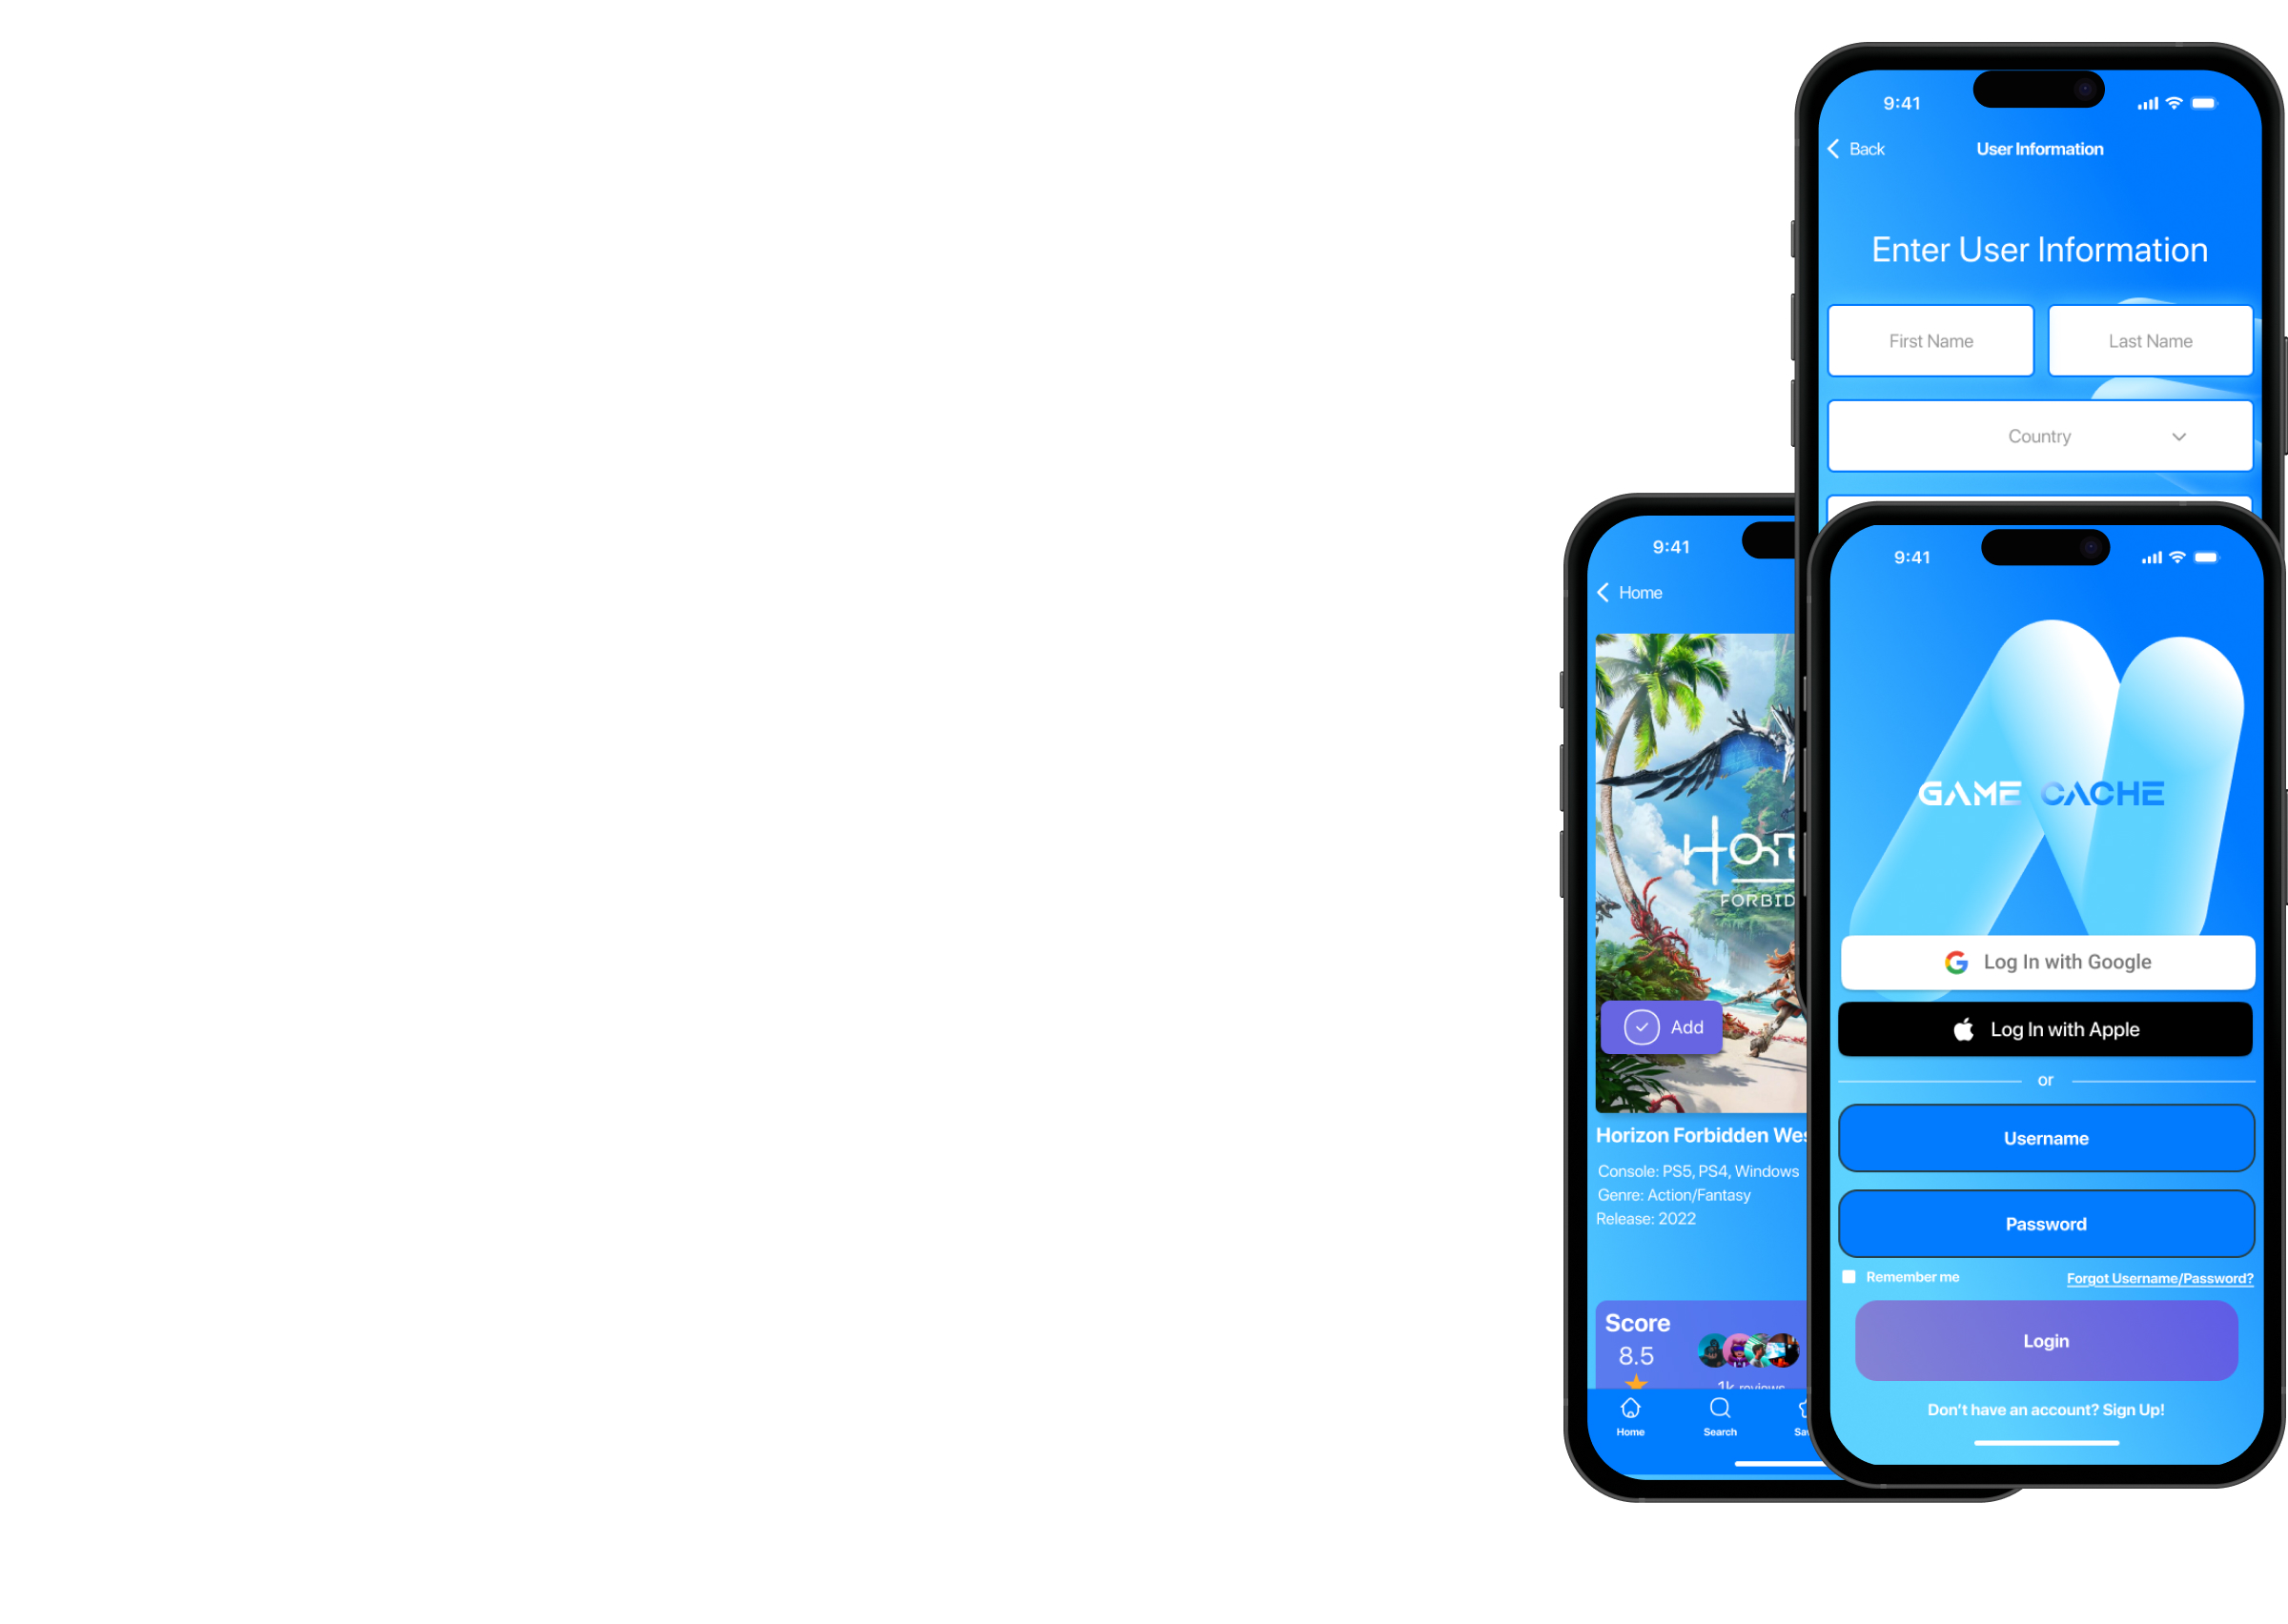 9:41
Back
User Information
Enter User Information
First Name
Last Name
Country
9:41
Home
FORBID
Add
Horizon Forbidden Wes
Console: PS5, PS4, Windows
Genre: Action/Fantasy
Release: 2022
Score
8.5
1k reviews
Home
Search
9:41
GAME CACHE
Log In with Google
Log In with Apple
or
Username
Password
Remember me
Forgot Username/Password?
Login
Don't have an account? Sign Up!